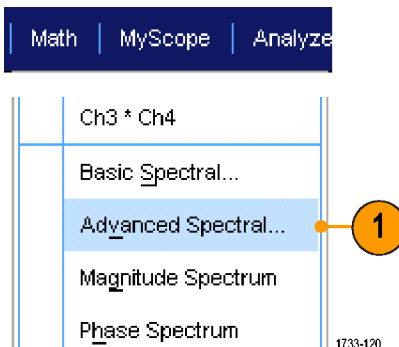 Math | MyScope | Analyze
Ch3 * Ch4
Basic Spectral...
Advanced Spectral...
1
Magnitude Spectrum
Phase Spectrum
1733-120